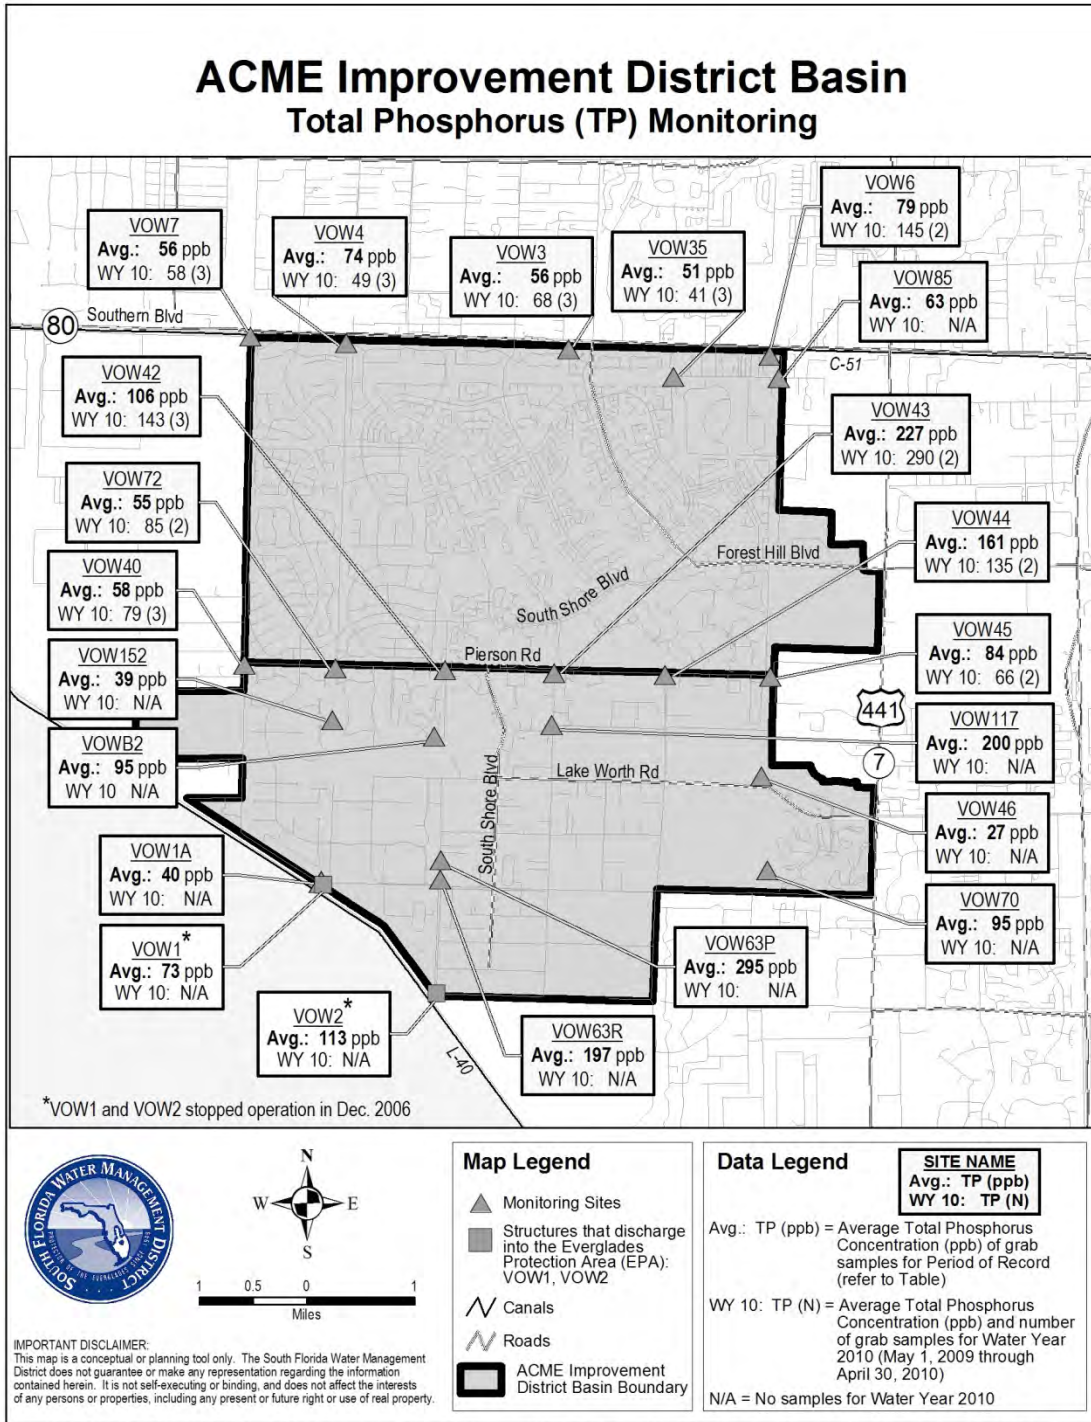 ACME Improvement District Basin
Total Phosphorus (TP) Monitoring
VOW7
Avg.: 56 ppb
WY 10: 58 (3)
VOW4
Avg.: 74 ppb
WY 10: 49 (3)
VOW3
Avg.: 56 ppb
WY 10: 68 (3)
VOW35
Avg.: 51 ppb
WY 10: 41 (3)
VOW6
Avg.: 79 ppb
WY 10: 145 (2)
VOW85
Avg.: 63 ppb
WY 10: N/A
80
Southern Blvd
C-51
VOW42
Avg.: 106 ppb
WY 10: 143 (3)
VOW43
Avg.: 227 ppb
WY 10: 290 (2)
VOW72
Avg.: 55 ppb
WY 10: 85 (2)
VOW44
Avg.: 161 ppb
WY 10: 135 (2)
Forest Hill Blvd
South Shore Blvd
Pierson Rd
VOW40
Avg.: 58 ppb
WY 10: 79 (3)
VOW45
Avg.: 84 ppb
WY 10: 66 (2)
VOW152
Avg.: 39 ppb
WY 10: N/A
441
7
VOW117
Avg.: 200 ppb
WY 10: N/A
VOWB2
Avg.: 95 ppb
WY 10 N/A
Lake Worth Rd
South Shore Blvd
VOW46
Avg.: 27 ppb
WY 10: N/A
VOW1A
Avg.: 40 ppb
WY 10: N/A
VOW70
Avg.: 95 ppb
WY 10: N/A
VOW1*
Avg.: 73 ppb
WY 10: N/A
VOW63P
Avg.: 295 ppb
WY 10: N/A
VOW2*
Avg.: 113 ppb
WY 10: N/A
VOW63R
Avg.: 197 ppb
WY 10: N/A
L-40
*VOW1 and VOW2 stopped operation in Dec. 2006
SOUTH FLORIDA WATER MANAGEMENT DISTRICT
PROTECTOR OF THE EVERGLADES SINCE 1949
N
W
E
S
1 0.5 0 1
Miles
IMPORTANT DISCLAIMER:
This map is a conceptual or planning tool only. The South Florida Water Management
District does not guarantee or make any representation regarding the information
contained herein. It is not self-executing or binding, and does not affect the interests
of any persons or properties, including any present or future right or use of real property.
Map Legend
Monitoring Sites
Structures that discharge
into the Everglades
Protection Area (EPA):
VOW1, VOW2
Canals
Roads
ACME Improvement
District Basin Boundary
Data Legend
SITE NAME
Avg.: TP (ppb)
WY 10: TP (N)
Avg.: TP (ppb) = Average Total Phosphorus
Concentration (ppb) of grab
samples for Period of Record
(refer to Table)
WY 10: TP (N) = Average Total Phosphorus
Concentration (ppb) and number
of grab samples for Water Year
2010 (May 1, 2009 through
April 30, 2010)
N/A = No samples for Water Year 2010